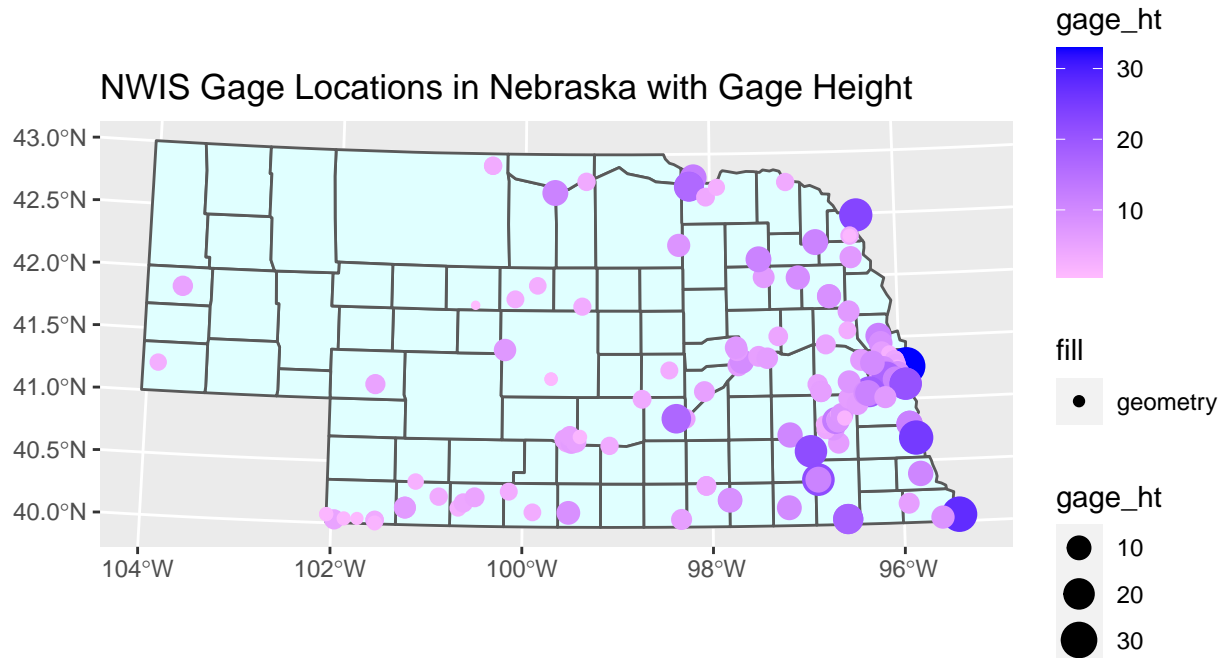 NWIS Gage Locations in Nebraska with Gage Height
43.0°N
42.5°N
42.0°N
41.5°N
41.0°N
40.5°N
40.0°N
104°W
102°W
100°W
98°W
96°W
gage_ht
30
20
10
fill
geometry
gage_ht
10
20
30